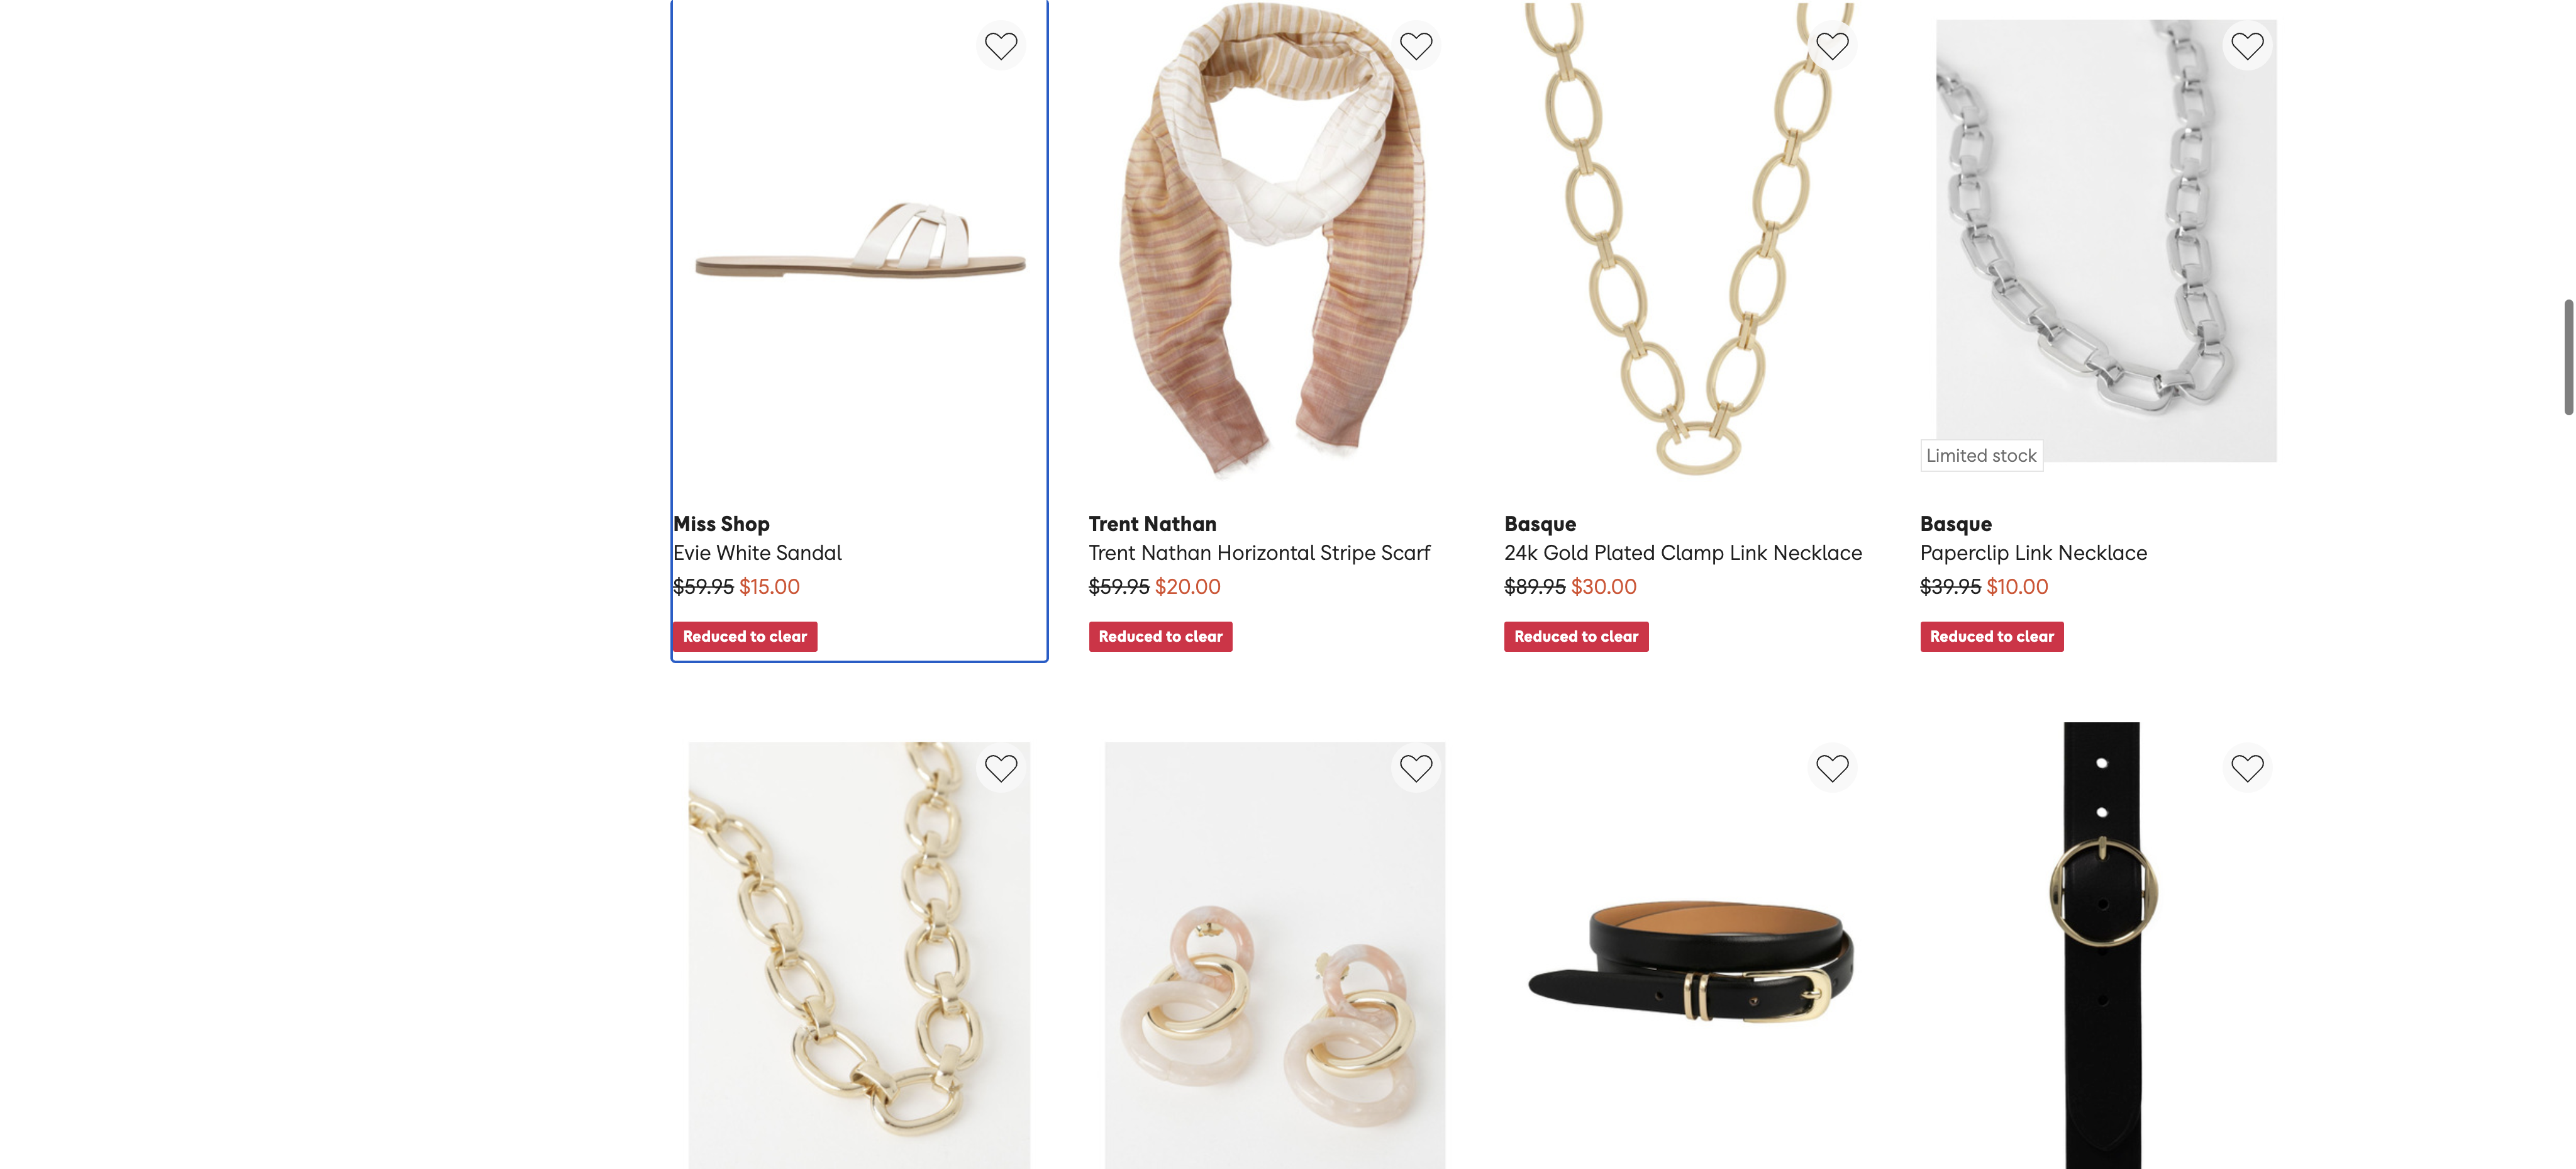 Limited stock
Miss Shop
Evie White Sandal
$59.95 $15.00
Reduced to clear
Trent Nathan
Trent Nathan Horizontal Stripe Scarf
$59.95 $20.00
Reduced to clear
Basque
24k Gold Plated Clamp Link Necklace
$89.95 $30.00
Reduced to clear
Basque
Paperclip Link Necklace
$39.95 $10.00
Reduced to clear